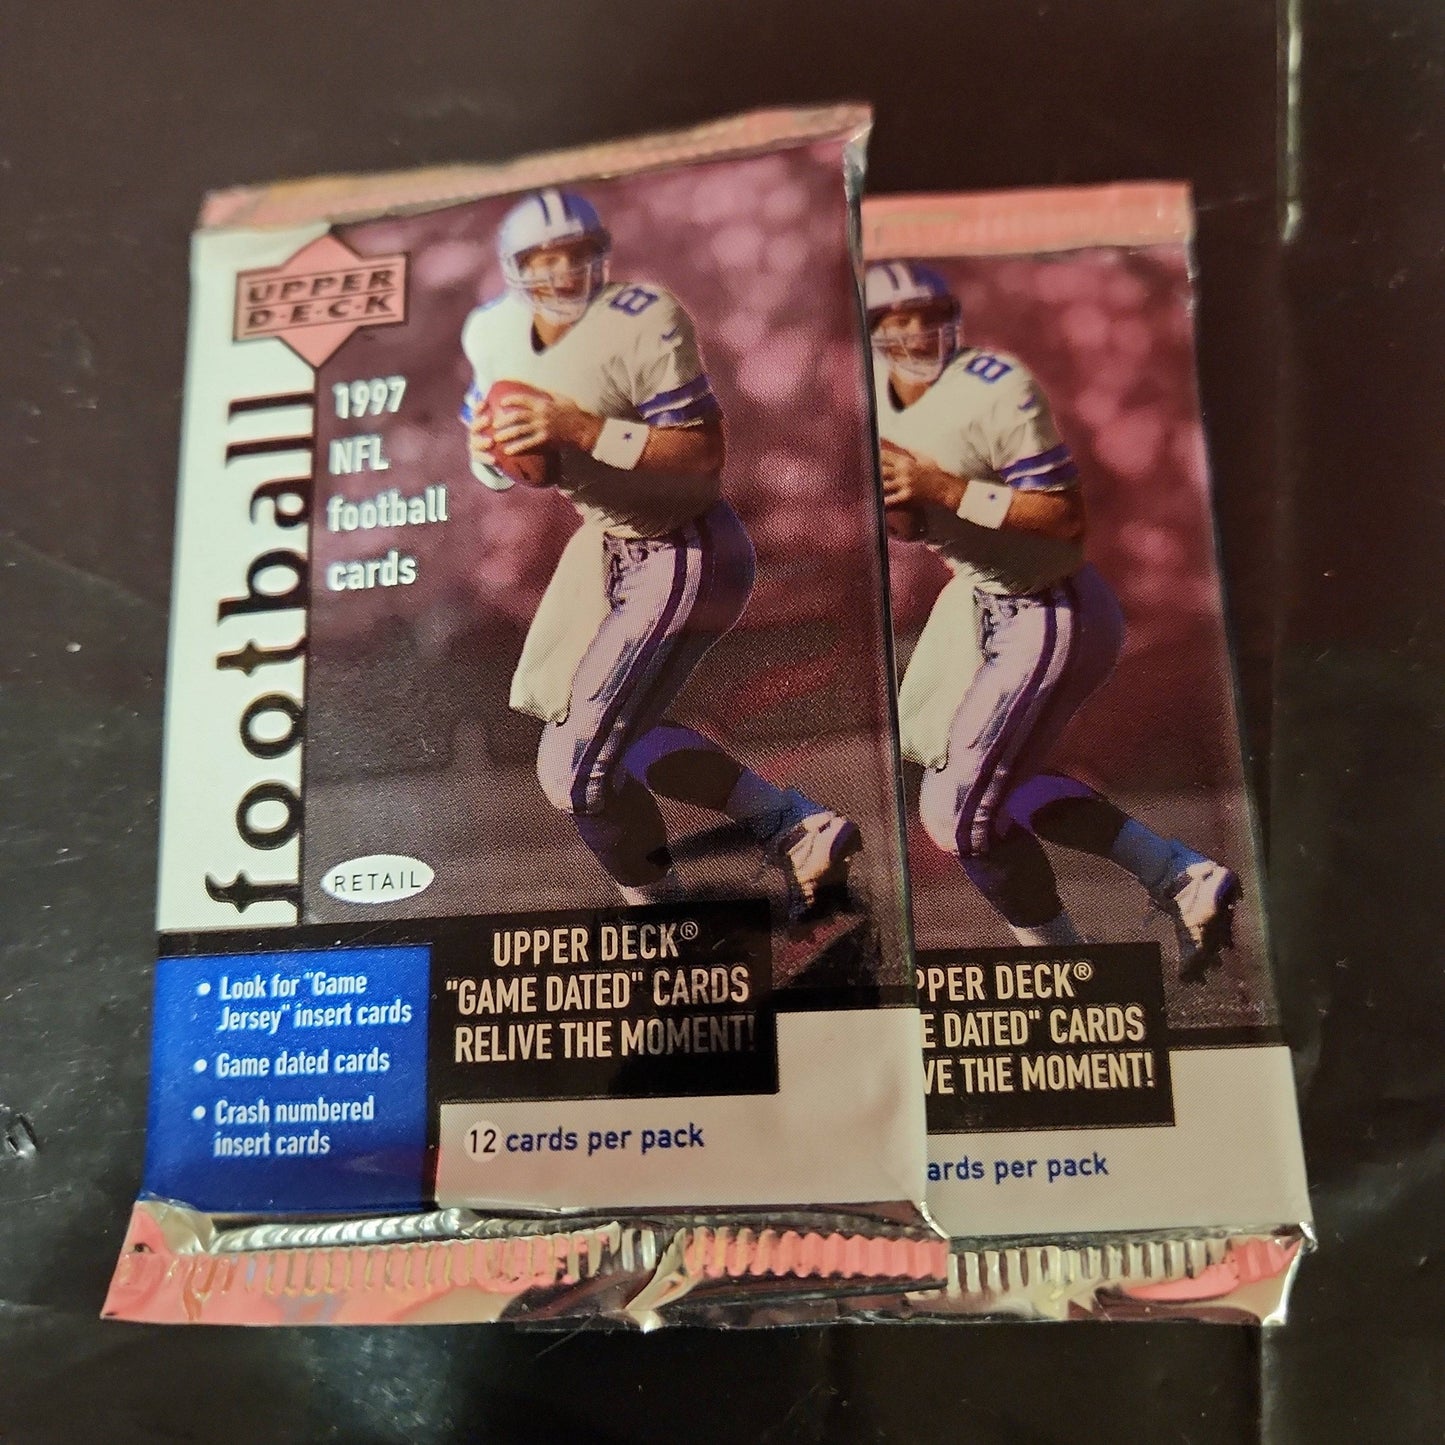 UPPER
D·E·C·K
football
1997
NFL
football
cards
8
RETAIL
• Look for "Game
Jersey" insert cards
• Game dated cards
• Crash numbered
insert cards
UPPER DECK®
"GAME DATED" CARDS
RELIVE THE MOMENT!
12 cards per pack
8
PPER DECK®
E DATED" CARDS
VE THE MOMENT!
ards per pack